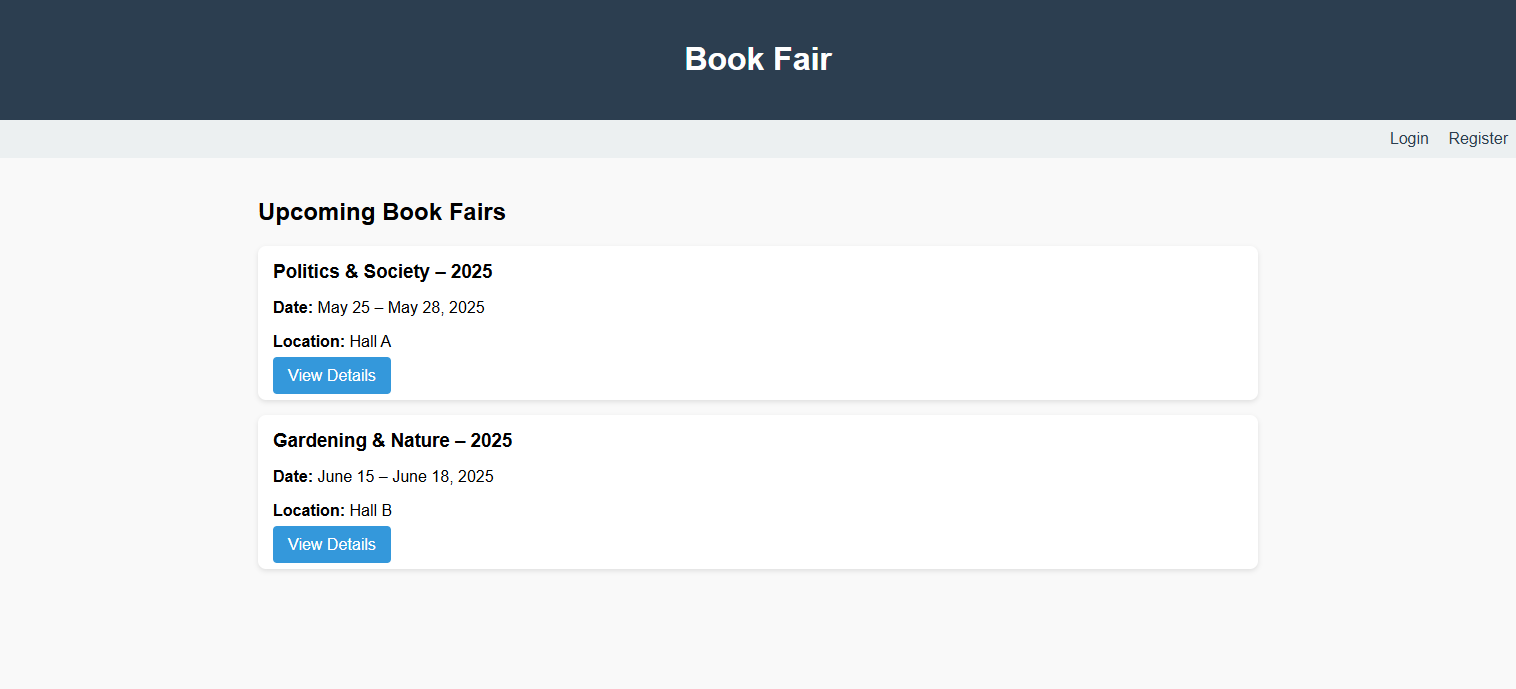 Book Fair
Login Register
Upcoming Book Fairs
Politics & Society – 2025
Date: May 25 – May 28, 2025
Location: Hall A
View Details
Gardening & Nature – 2025
Date: June 15 – June 18, 2025
Location: Hall B
View Details